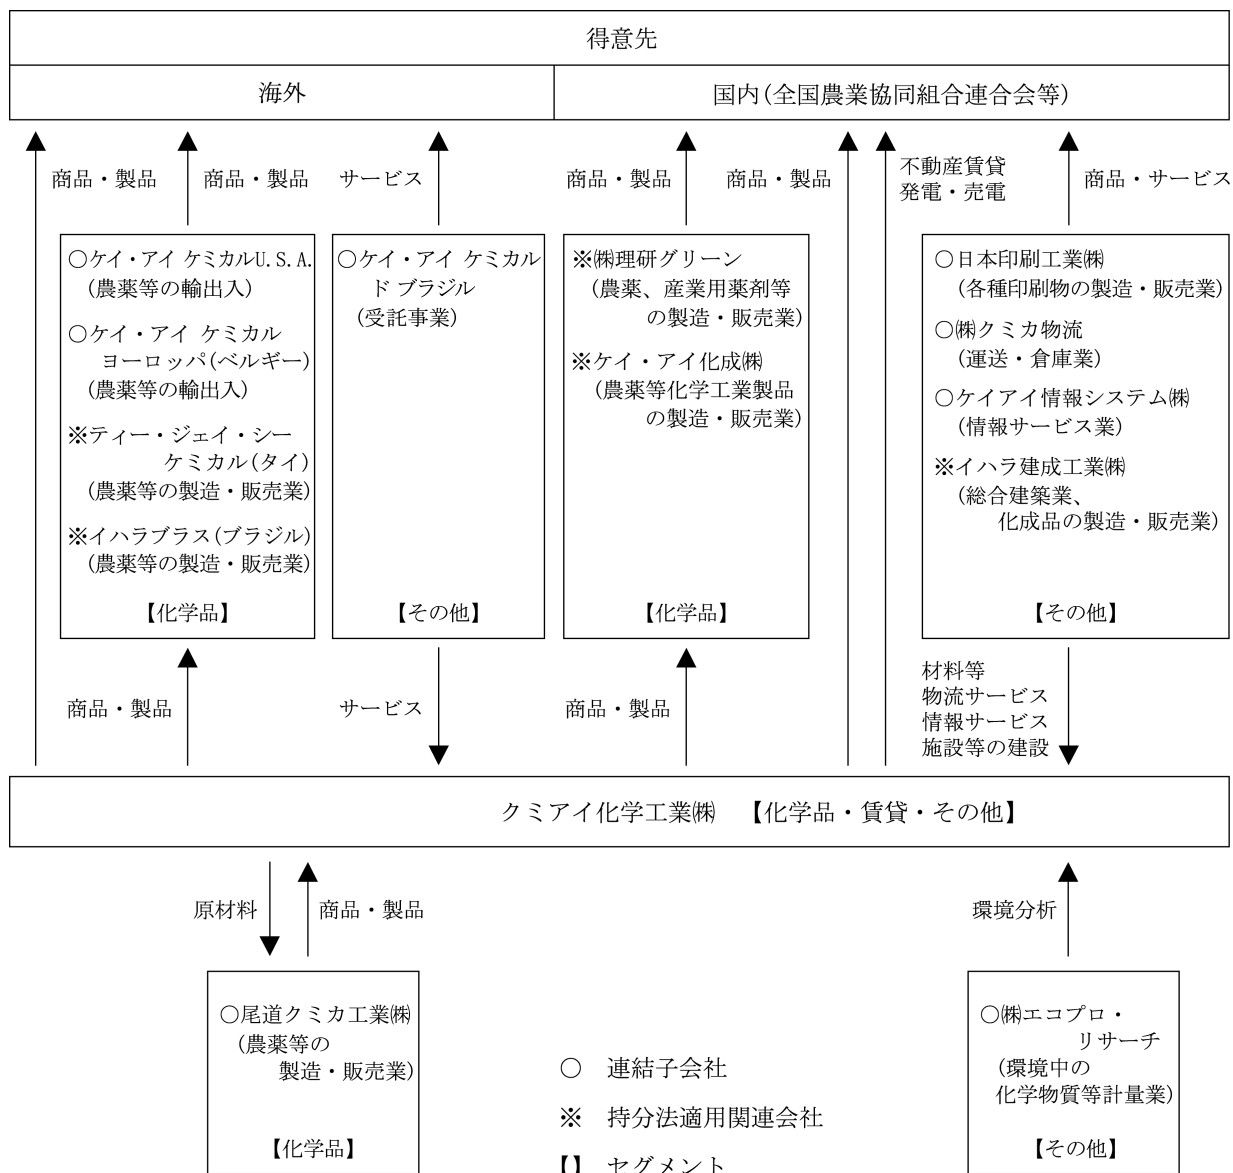 得意先
海外
国内(全国農業協同組合連合会等)
商品・製品
商品・製品
サービス
商品・製品
商品・製品
不動産賃貸
発電・売電
商品・サービス
○ケイ・アイ ケミカルU.S.A.
(農薬等の輸出入)
○ケイ・アイ ケミカル
ヨーロッパ(ベルギー)
(農薬等の輸出入)
※ティー・ジェイ・シー
ケミカル(タイ)
(農薬等の製造・販売業)
※イハラブラス(ブラジル)
(農薬等の製造・販売業)
【化学品】
○ケイ・アイ ケミカル
ド ブラジル
(受託事業)
【その他】
※㈱理研グリーン
(農薬、産業用薬剤等
の製造・販売業)
※ケイ・アイ化成㈱
(農薬等化学工業製品
の製造・販売業)
【化学品】
○日本印刷工業㈱
(各種印刷物の製造・販売業)
○㈱クミカ物流
(運送・倉庫業)
○ケイアイ情報システム㈱
(情報サービス業)
※イハラ建成工業㈱
(総合建築業、
化成品の製造・販売業)
【その他】
商品・製品
サービス
商品・製品
材料等
物流サービス
情報サービス
施設等の建設
クミアイ化学工業㈱ 【化学品・賃貸・その他】
原材料
商品・製品
環境分析
○尾道クミカ工業㈱
(農薬等の
製造・販売業)
【化学品】
○ 連結子会社
※ 持分法適用関連会社
【】 セグメント
○㈱エコプロ・
リサーチ
(環境中の
化学物質等計量業)
【その他】